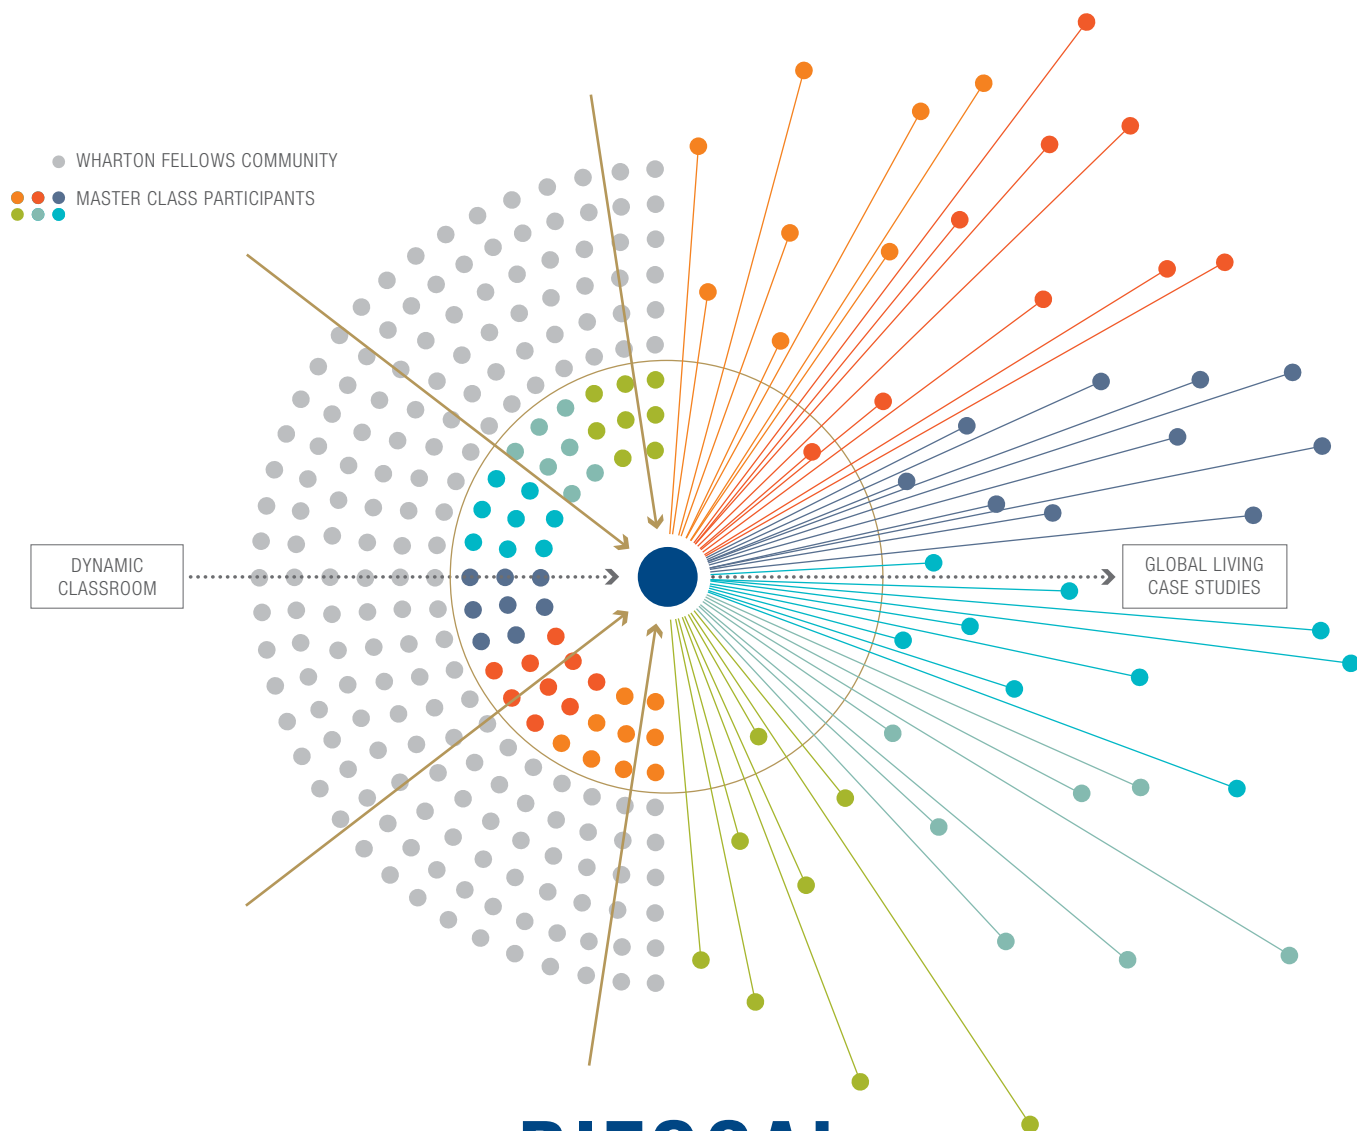 WHARTON FELLOWS COMMUNITY
MASTER CLASS PARTICIPANTS
DYNAMIC
CLASSROOM
GLOBAL LIVING
CASE STUDIES